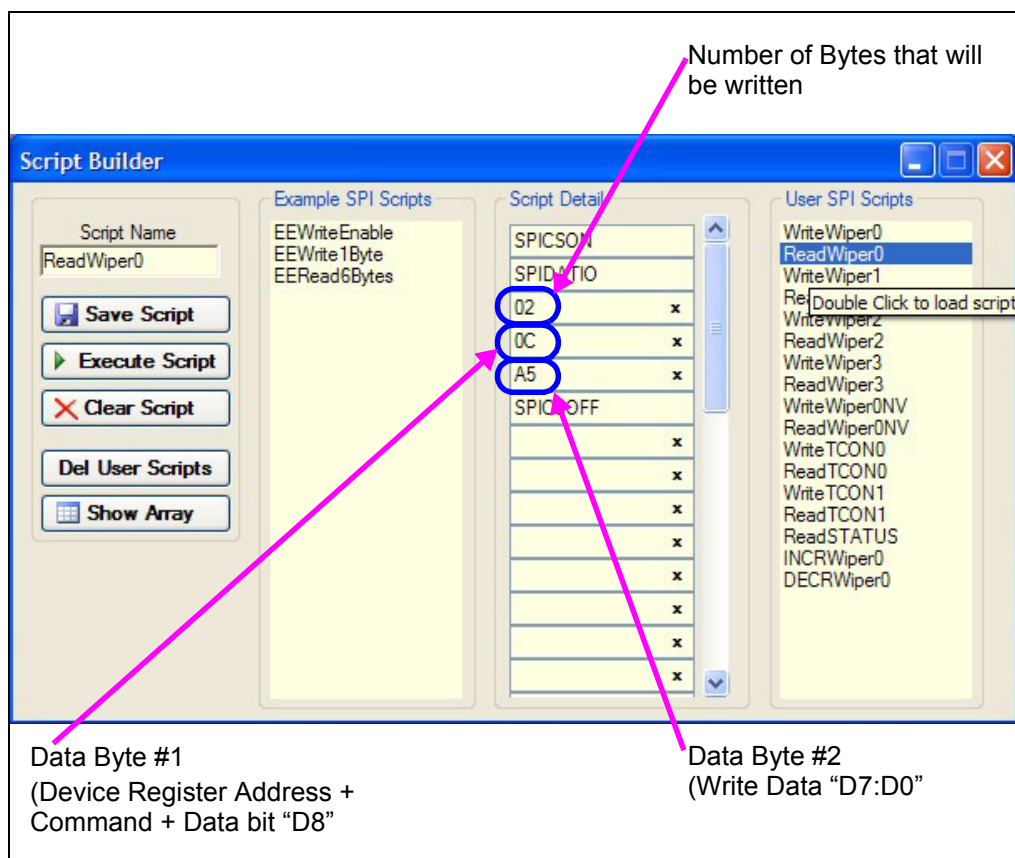 Number of Bytes that will
be written
Script Builder
Script Name
ReadWiper0
Save Script
Execute Script
Clear Script
Del User Scripts
Show Array
Example SPI Scripts
EEWriteEnable
EEWrite1Byte
EERead6Bytes
Script Detail
SPICSON
SPIDATIO
02 x
0C x
A5 x
x
x
x
x
x
x
x
x
User SPI Scripts
WriteWiper0
ReadWiper0
WriteWiper1
Double Click to load script
WriteWiper2
ReadWiper2
WriteWiper3
ReadWiper3
WriteWiper0NV
ReadWiper0NV
WriteTCON0
ReadTCON0
WriteTCON1
ReadTCON1
ReadSTATUS
INCRWiper0
DECRWiper0
Data Byte #1
(Device Register Address +
Command + Data bit “D8”
Data Byte #2
(Write Data “D7:D0”